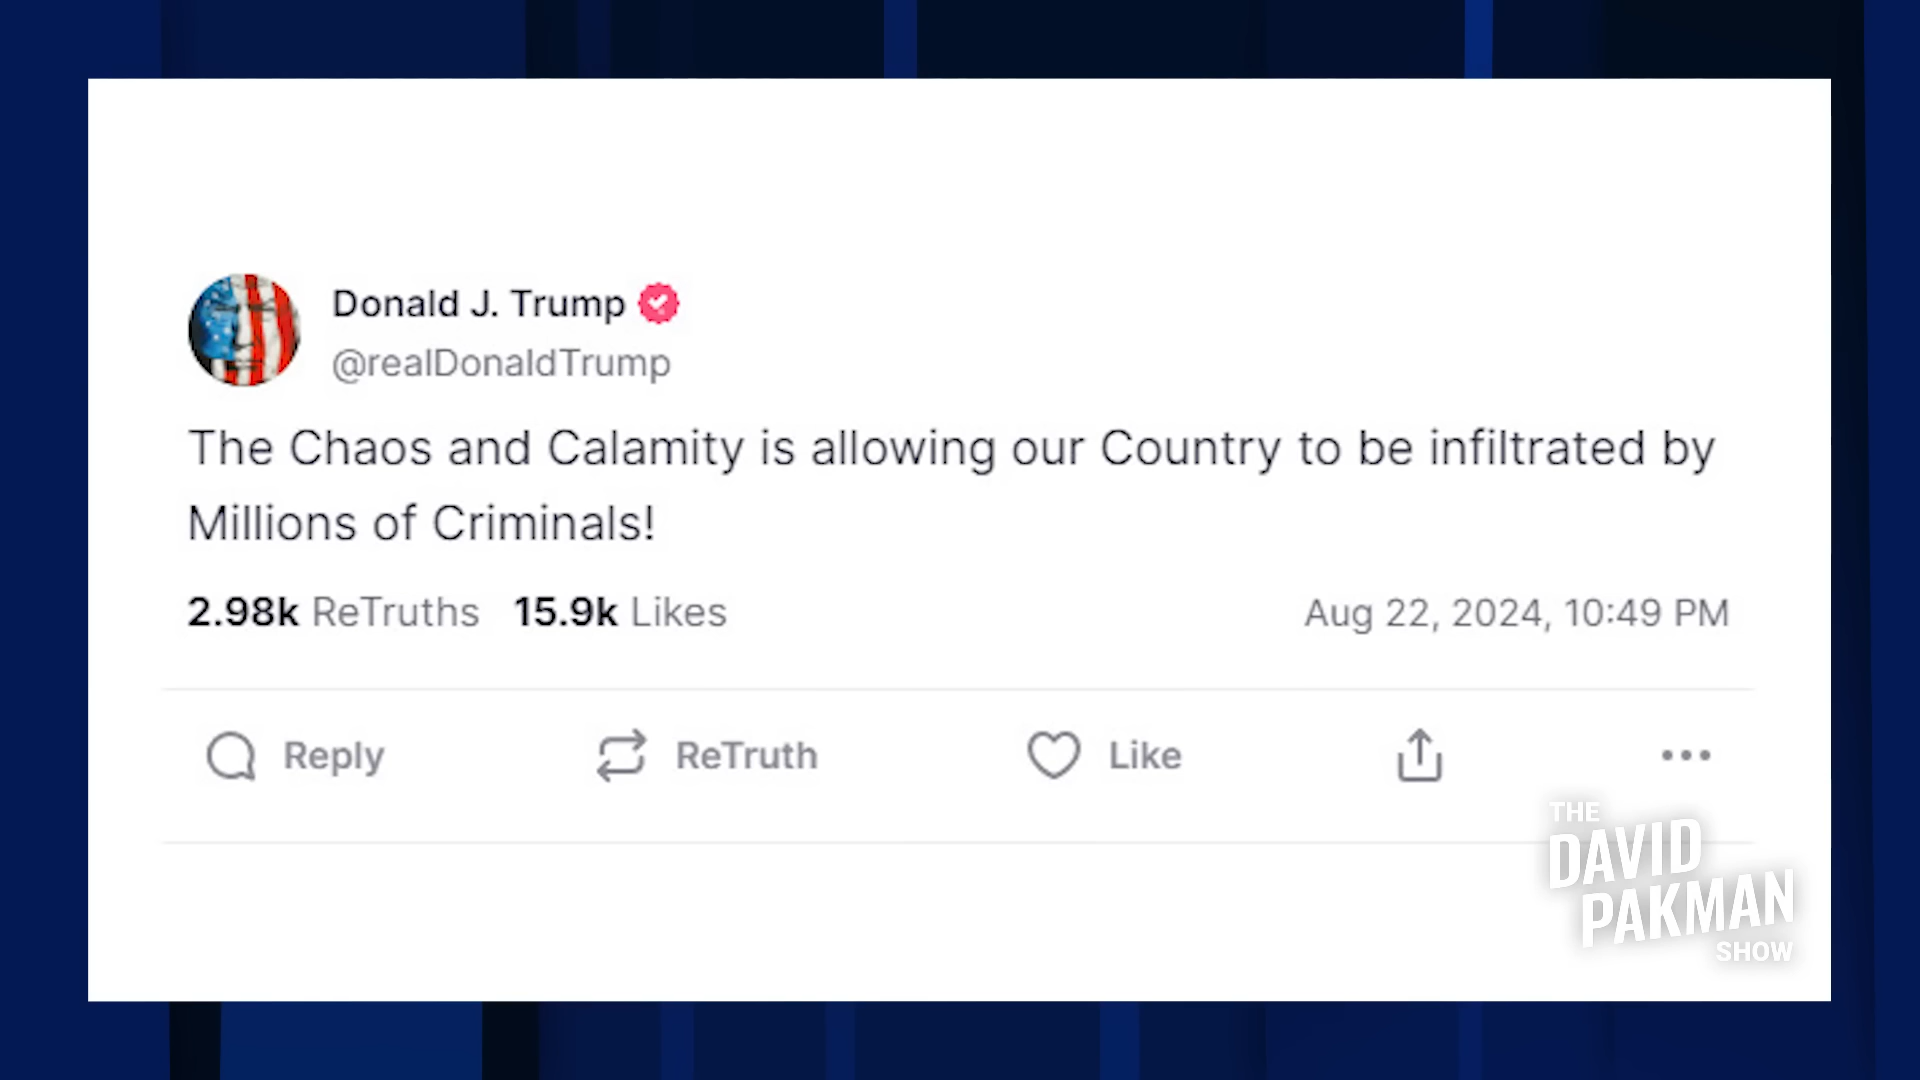 Donald J. Trump
@realDonaldTrump
The Chaos and Calamity is allowing our Country to be infiltrated by
Millions of Criminals!
2.98k ReTruths 15.9k Likes Aug 22, 2024, 10:49 PM
Reply ReTruth Like
THE
DAVID
PAKMAN
SHOW